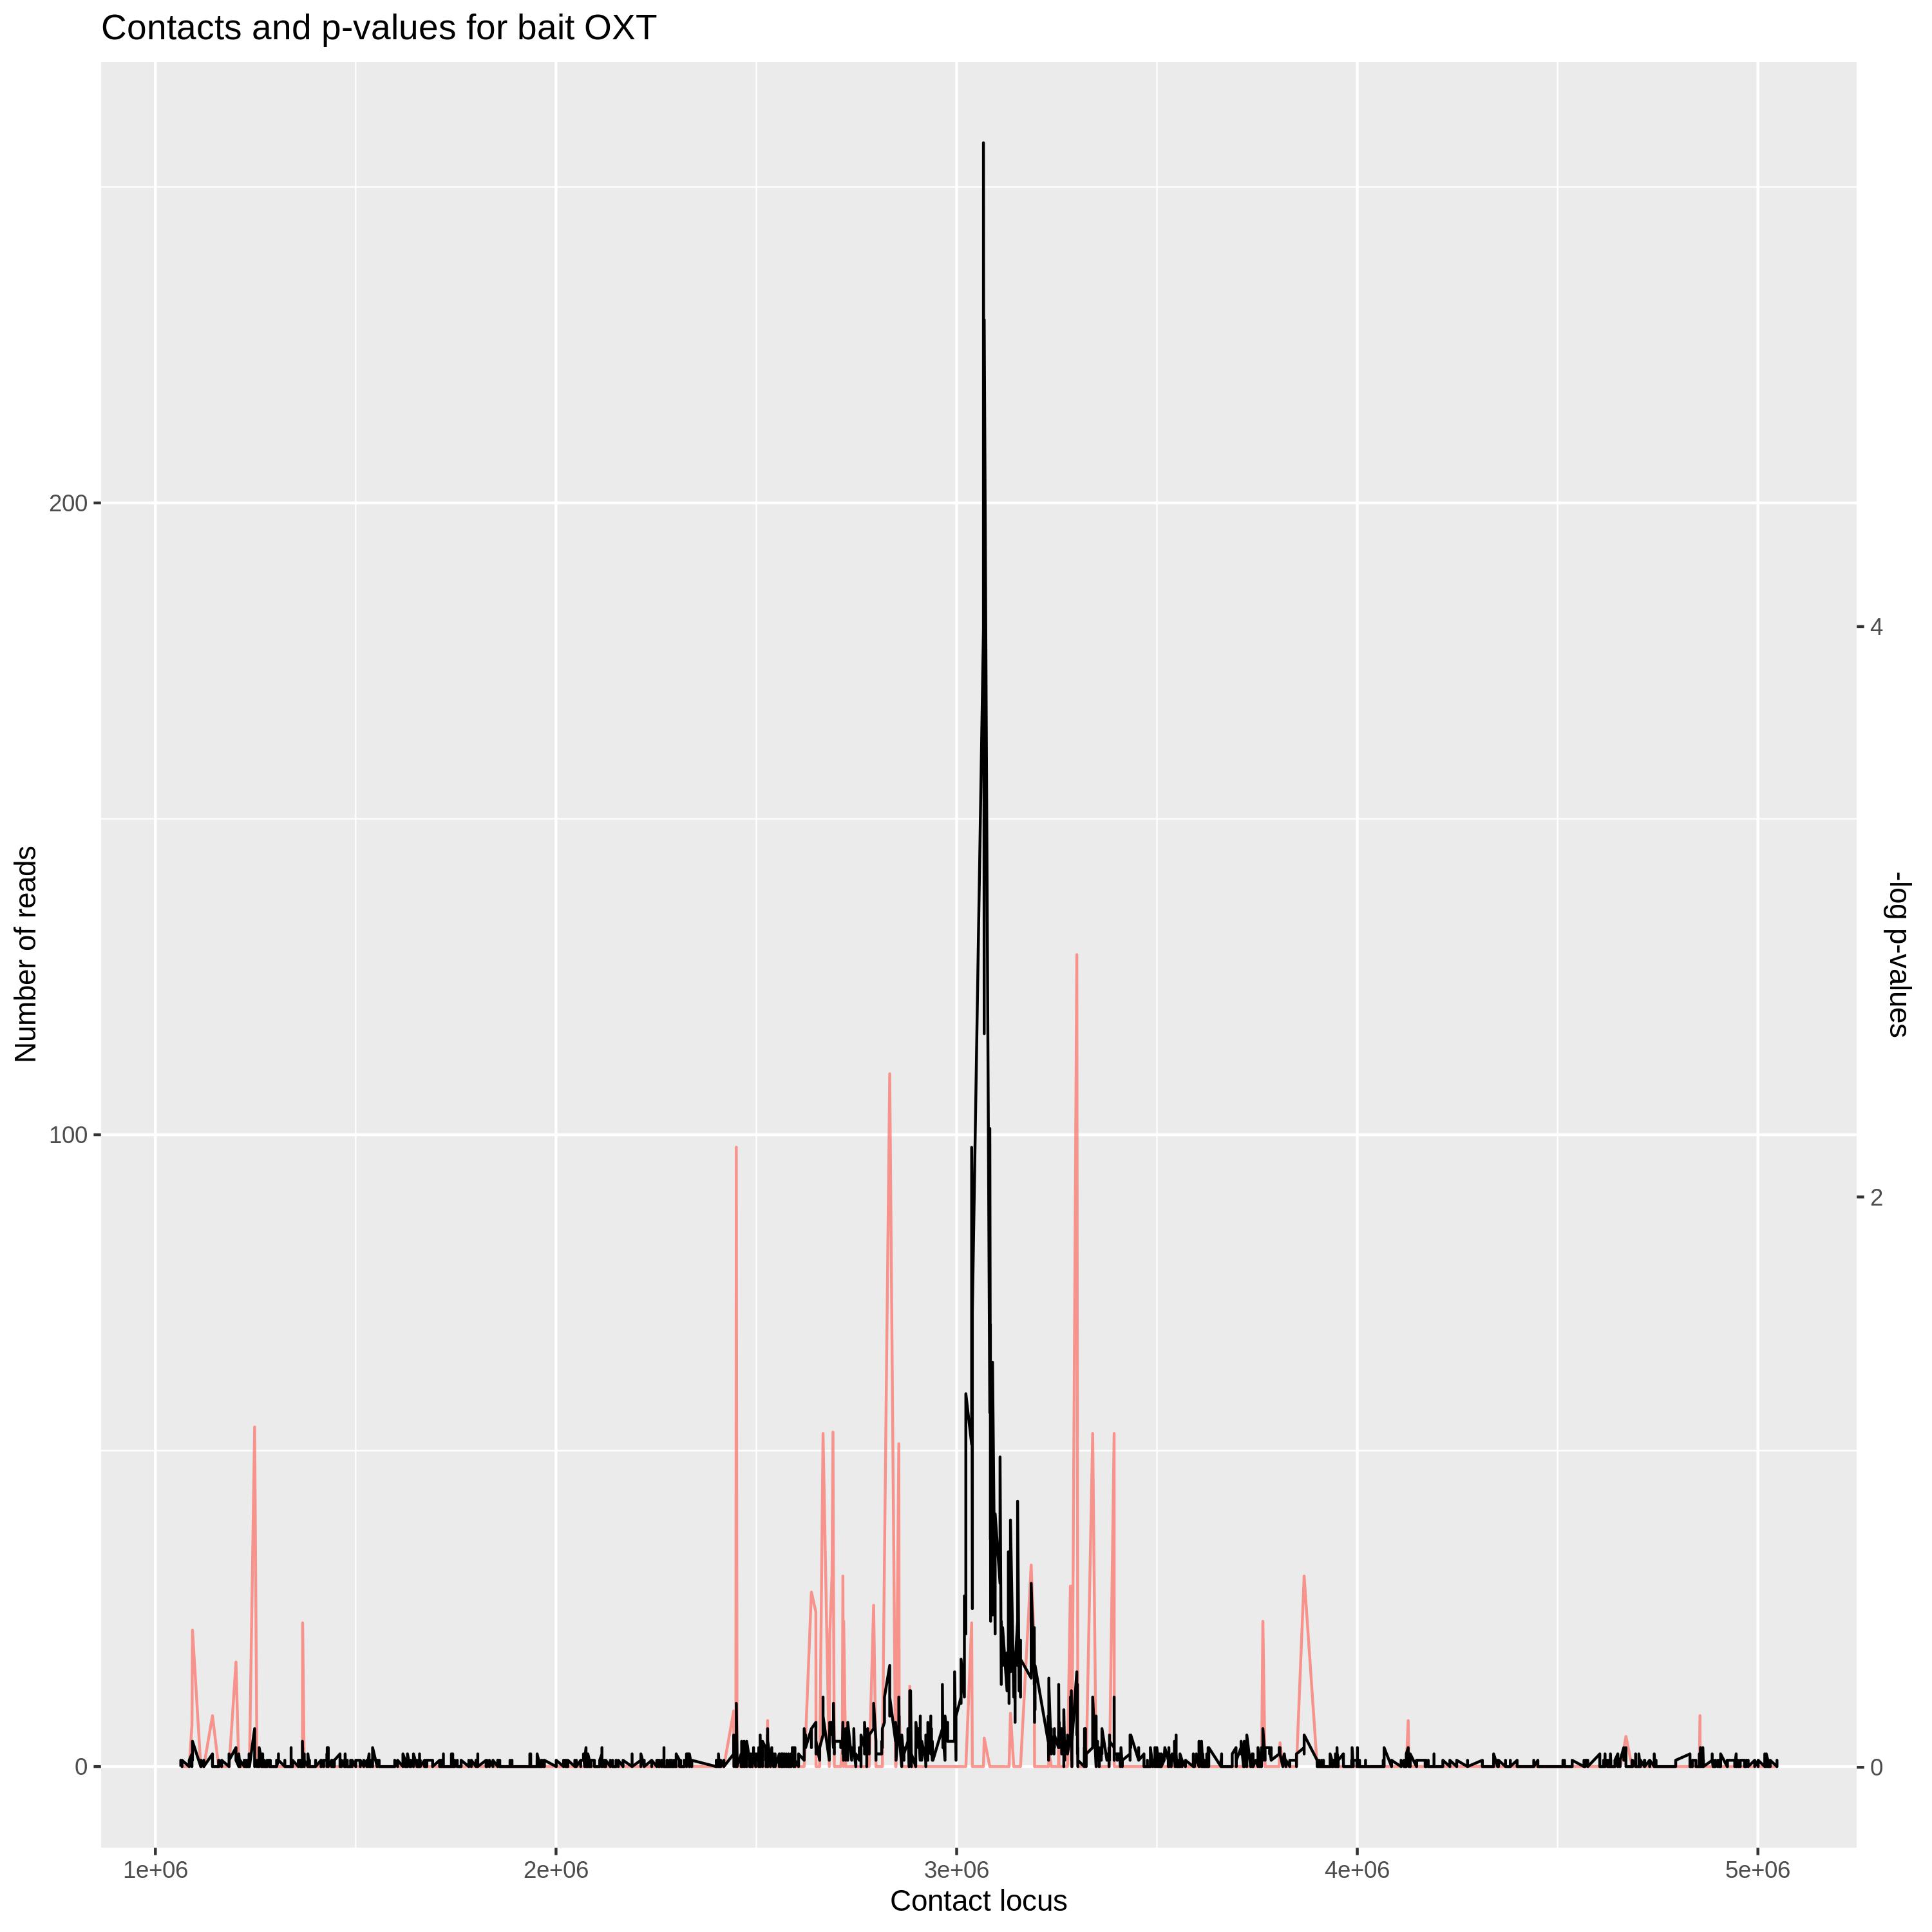 Contacts and p-values for bait OXT
Number of reads
200
100
0
4
2
0
-log p-values
1e+06
2e+06
3e+06
4e+06
5e+06
Contact locus